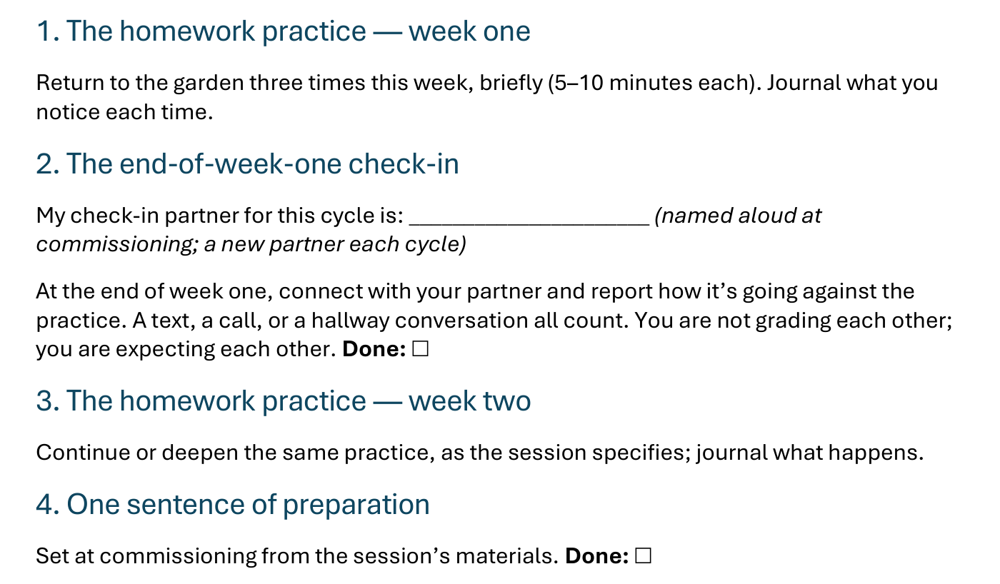 1. The homework practice — week one
Return to the garden three times this week, briefly (5–10 minutes each). Journal what you
notice each time.
2. The end-of-week-one check-in
My check-in partner for this cycle is: ______________________ (named aloud at
commissioning; a new partner each cycle)
At the end of week one, connect with your partner and report how it’s going against the
practice. A text, a call, or a hallway conversation all count. You are not grading each other;
you are expecting each other. Done: ☐
3. The homework practice — week two
Continue or deepen the same practice, as the session specifies; journal what happens.
4. One sentence of preparation
Set at commissioning from the session’s materials. Done: ☐